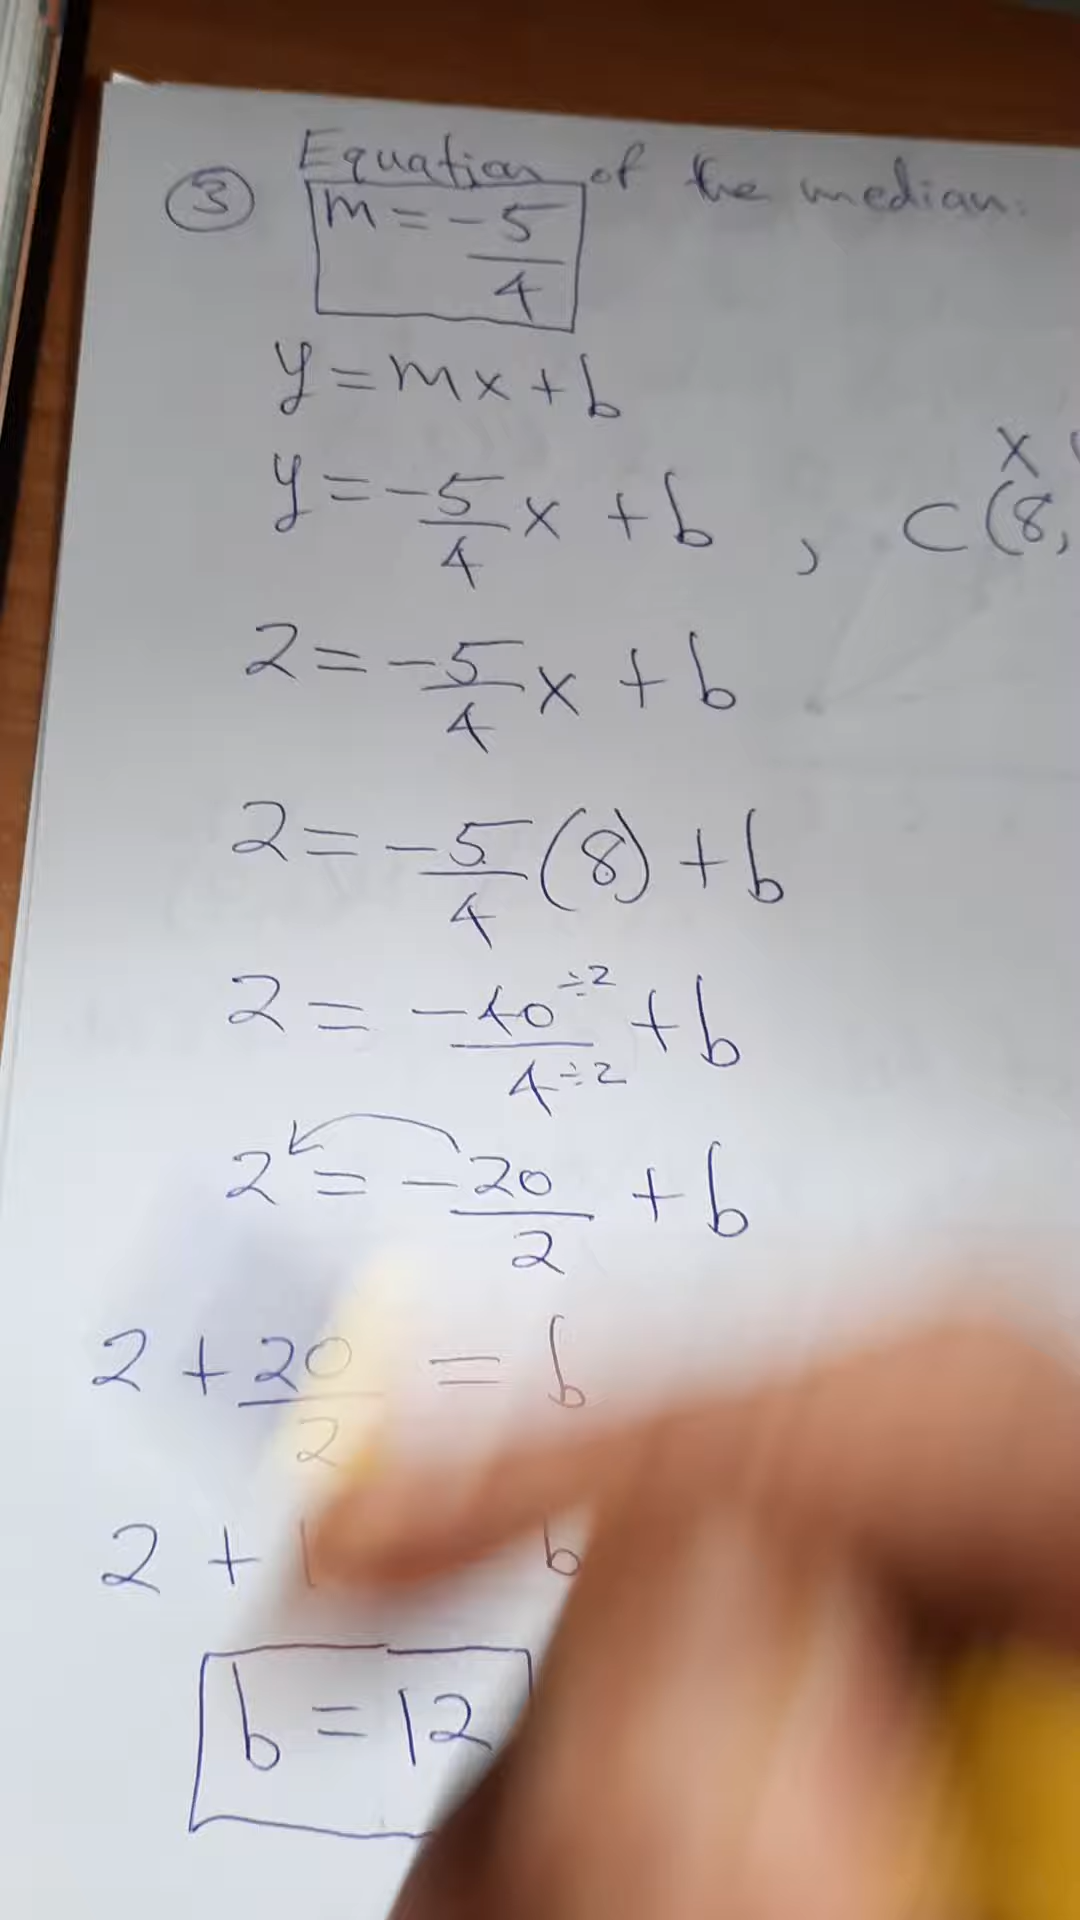 ③ Equation of the median.
m = -5/4
y = mx + b
x
y = -5/4 x + b , C (8,
2 = -5/4 x + b
2 = -5/4 (8) + b
2 = -40÷2/4÷2 + b
2 = -20/2 + b
2 + 20/2 = b
2 + 1 b
b = 12